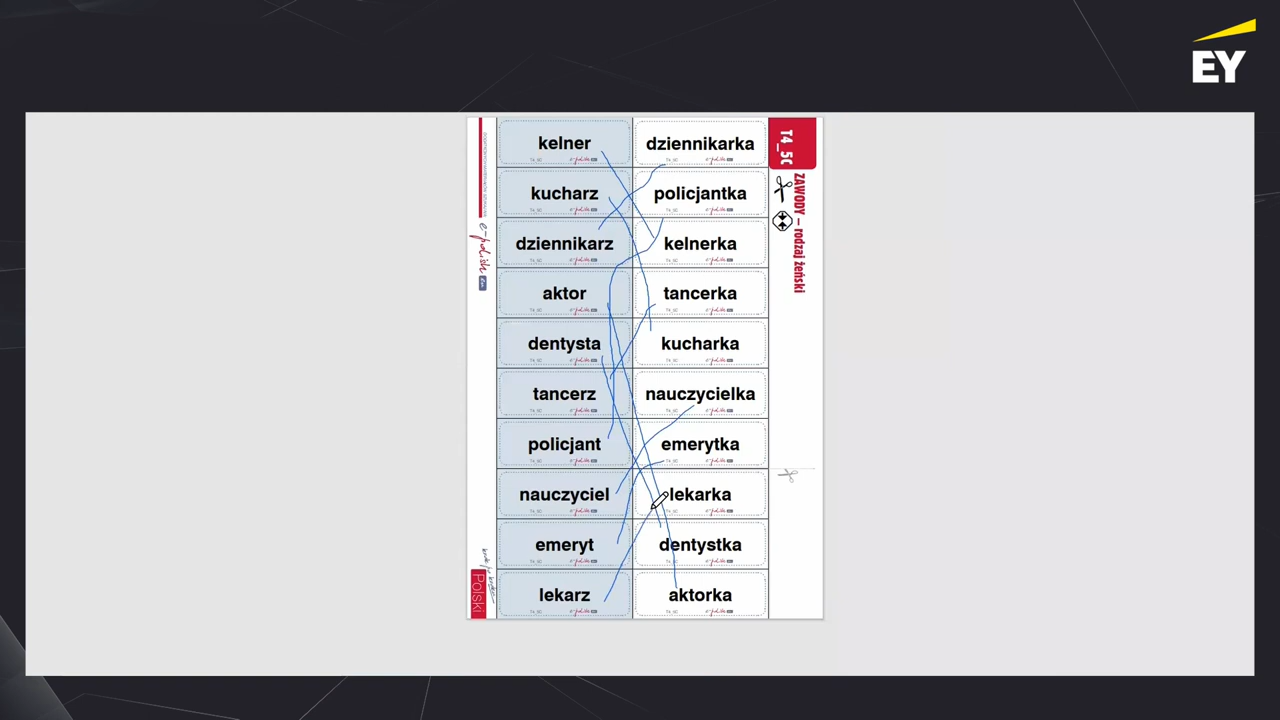 EY
kelner dziennikarka
kucharz policjantka
dziennikarz kelnerka
aktor tancerka
dentysta kucharka
tancerz nauczycielka
policjant emerytka
nauczyciel lekarka
emeryt dentystka
lekarz aktorka
T4_5C
ZAWODY – rodzaj żeński
e-polish
Polski